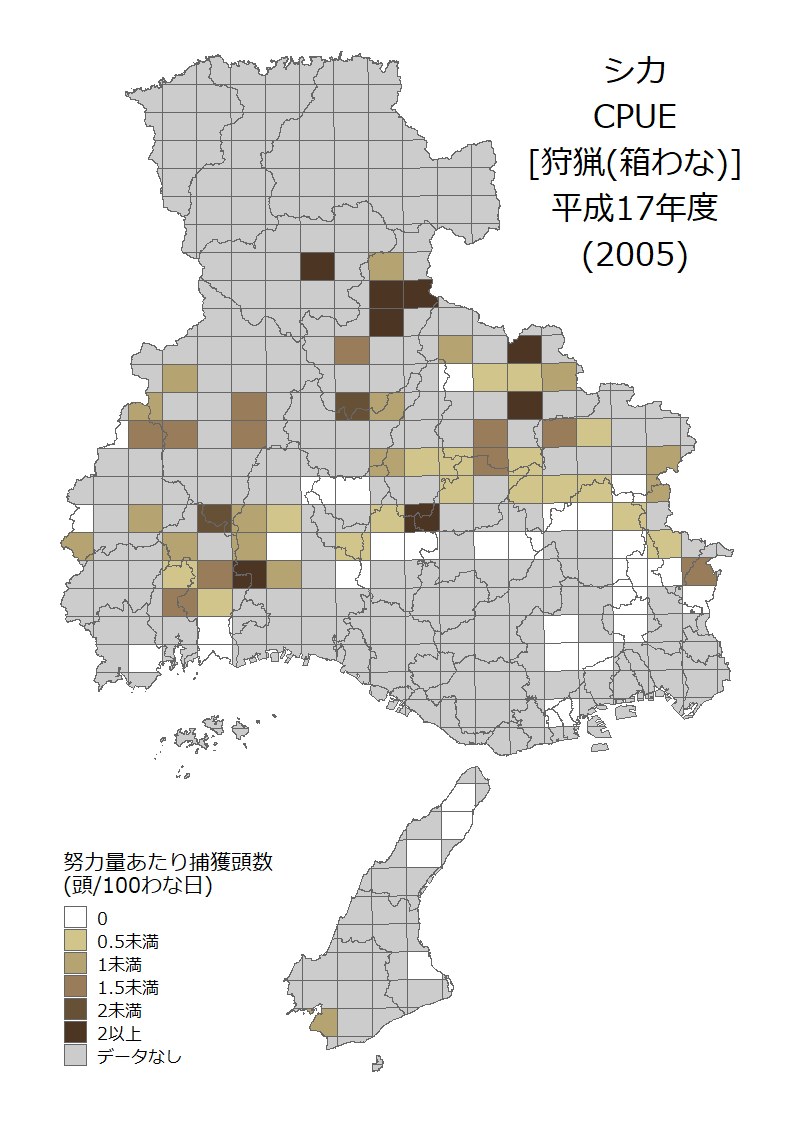 シカ
CPUE
[狩猟(箱わな)]
平成17年度
(2005)
努力量あたり捕獲頭数
(頭/100わな日)
0
0.5未満
1未満
1.5未満
2未満
2以上
データなし